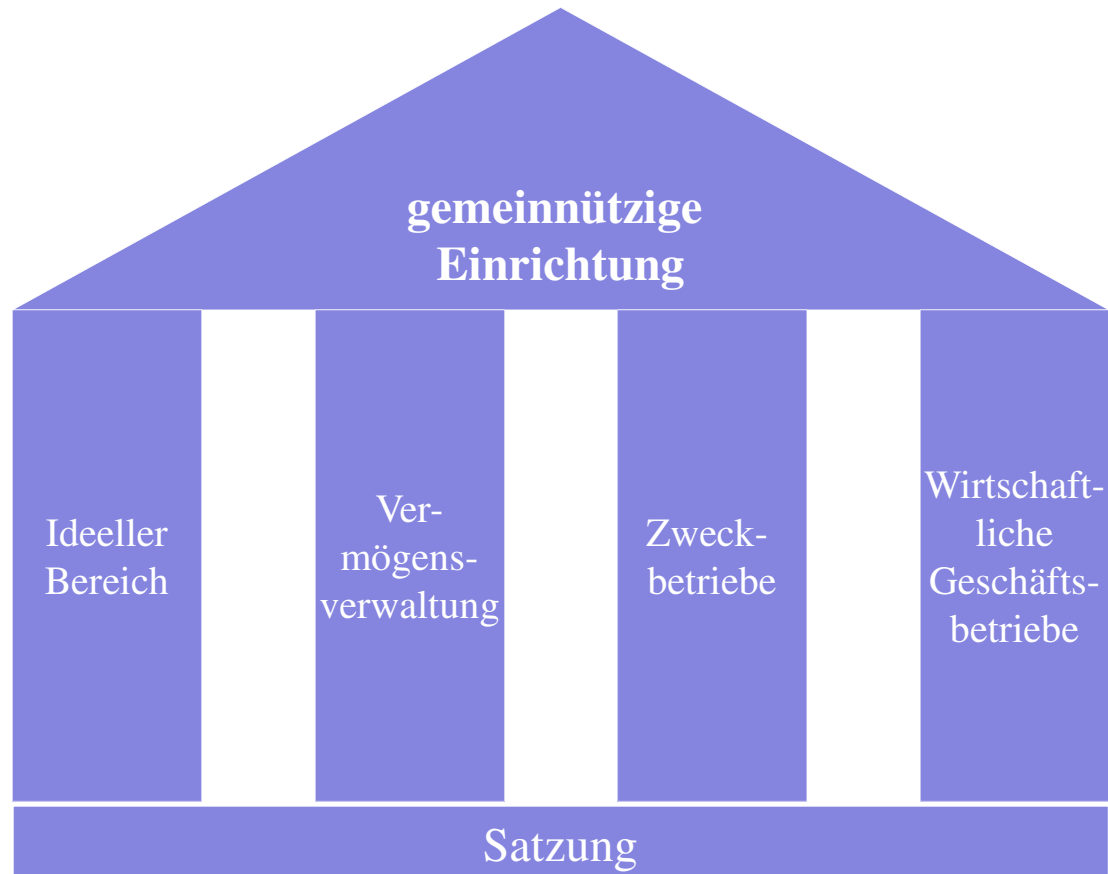 gemeinnützige
Einrichtung
Ideeller
Bereich
Ver-
mögens-
verwaltung
Zweck-
betriebe
Wirtschaft-
liche
Geschäfts-
betriebe
Satzung